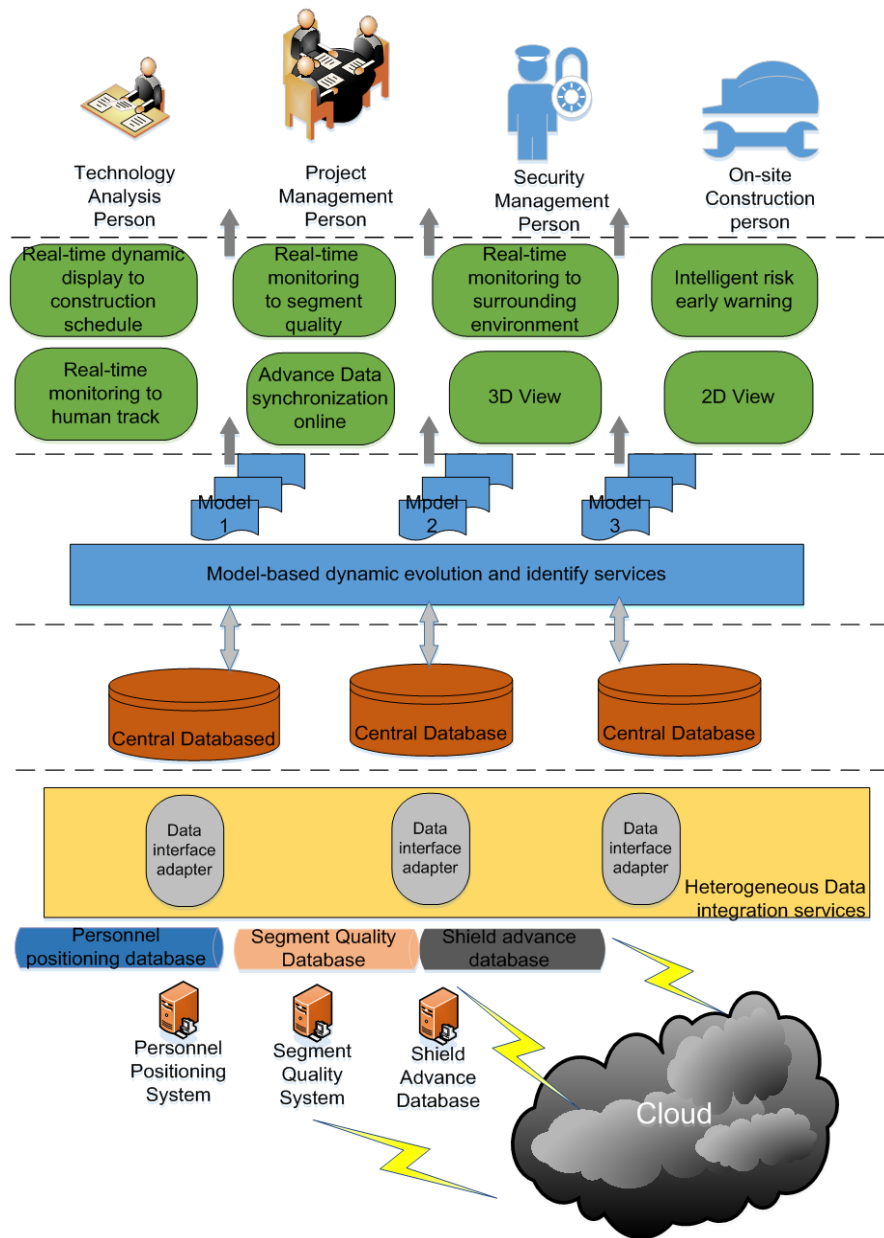 Technology
Analysis
Person
Project
Management
Person
Security
Management
Person
On-site
Construction
person
Real-time dynamic
display to
construction
schedule
Real-time
monitoring
to segment
quality
Real-time
monitoring to
surrounding
environment
Intelligent risk
early warning
Real-time
monitoring to
human track
Advance Data
synchronization
online
3D View
2D View
Model
1
Mpdel
2
Model
3
Model-based dynamic evolution and identify services
Central Databased
Central Database
Central Database
Data
interface
adapter
Data
interface
adapter
Data
interface
adapter
Heterogeneous Data
integration services
Personnel
positioning database
Segment Quality
Database
Shield advance
database
Personnel
Positioning
System
Segment
Quality
System
Shield
Advance
Database
Cloud